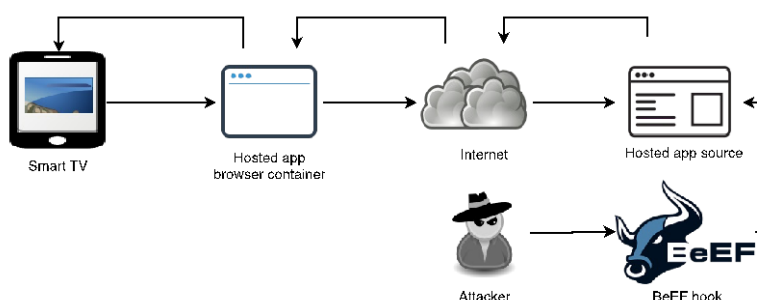 Smart TV
Hosted app
browser container
Internet
Hosted app source
BeEF
Attacker
BeEF hook